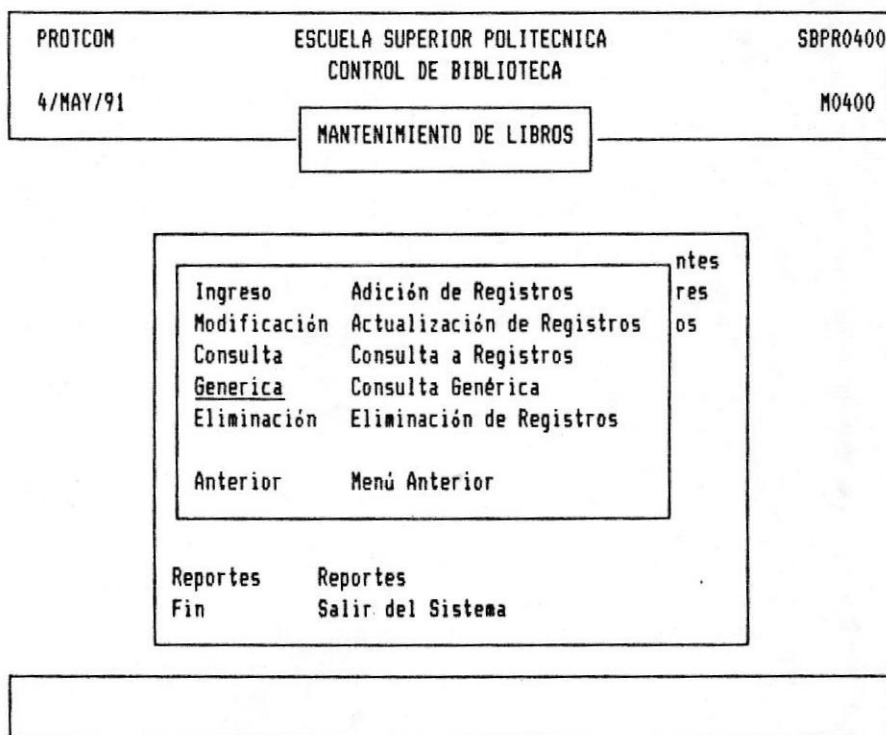 PROTCOM ESCUELA SUPERIOR POLITECNICA SBPR0400
CONTROL DE BIBLIOTECA
4/MAY/91 M0400
MANTENIMIENTO DE LIBROS
ntes
Ingreso Adición de Registros res
Modificación Actualización de Registros os
Consulta Consulta a Registros
Generica Consulta Genérica
Eliminación Eliminación de Registros
Anterior Menú Anterior
Reportes Reportes
Fin Salir del Sistema